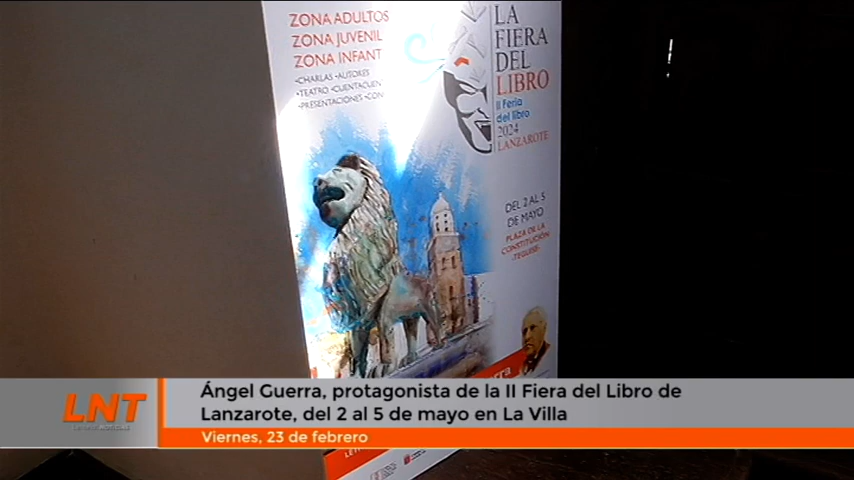 ZONA ADULTOS
ZONA JUVENIL
ZONA INFANT
•CHARLAS •AUTORES
•TEATRO •CUENTACUEN
•PRESENTACIONES •CON
LA
FIERA
DEL
LIBRO
II Feria
del libro
2024
LANZAROTE
DEL 2 AL 5
DE MAYO
PLAZA DE LA
CONSTITUCIÓN
-TEGUISE-
LNT
Ángel Guerra, protagonista de la II Fiera del Libro de
Lanzarote, del 2 al 5 de mayo en La Villa
Viernes, 23 de febrero